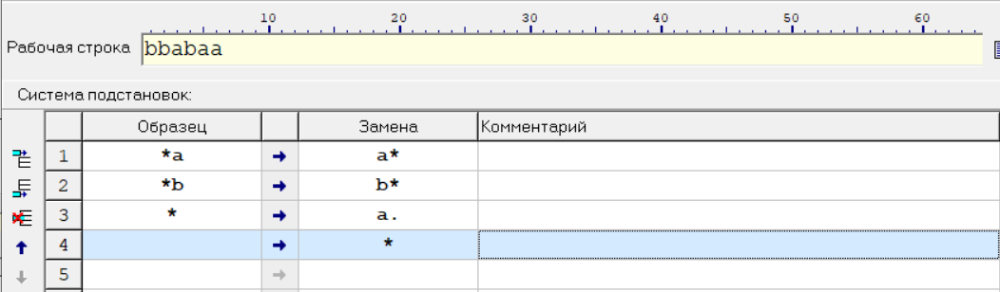 10 20 30 40 50 60
Рабочая строка bbabaa
Система подстановок:
Образец Замена Комментарий
1 *a → a*
2 *b → b*
3 * → a.
4 → *
5 →